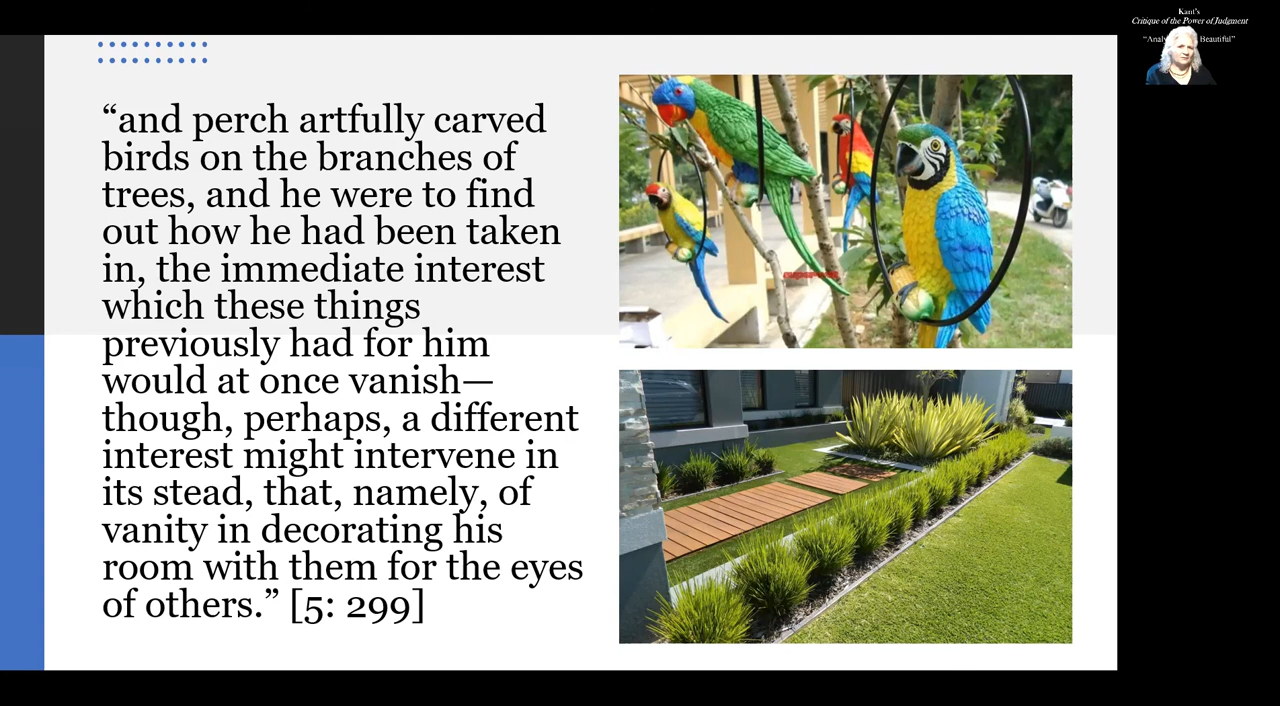 “and perch artfully carved
birds on the branches of
trees, and he were to find
out how he had been taken
in, the immediate interest
which these things
previously had for him
would at once vanish—
though, perhaps, a different
interest might intervene in
its stead, that, namely, of
vanity in decorating his
room with them for the eyes
of others.” [5: 299]
Kant's
Critique of the Power of Judgment
Beautiful”